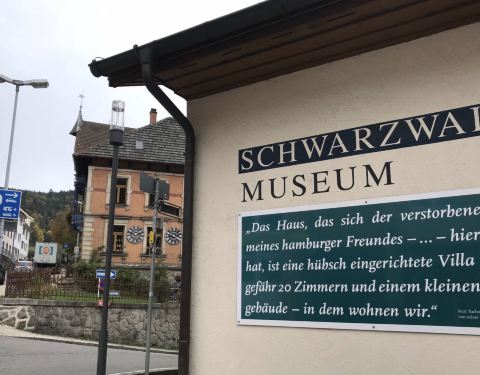 SCHWARZWAL
MUSEUM
„Das Haus, das sich der verstorbene
meines hamburger Freundes – ... – hier
hat, ist eine hübsch eingerichtete Villa
gefähr 20 Zimmern und einem kleinen
gebäude – in dem wohnen wir.“